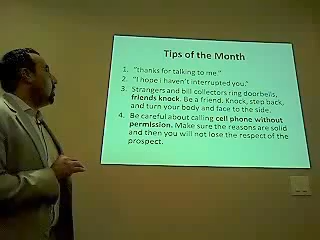 Tips of the Month
1. "thanks for talking to me."
2. "I hope i haven't interrupted you."
3. Strangers and bill collectors ring doorbells,
friends knock. Be a friend. Knock, step back,
and turn your body and face to the side.
4. Be careful about calling cell phone without
permission. Make sure the reasons are solid
and then you will not lose the respect of the
prospect.